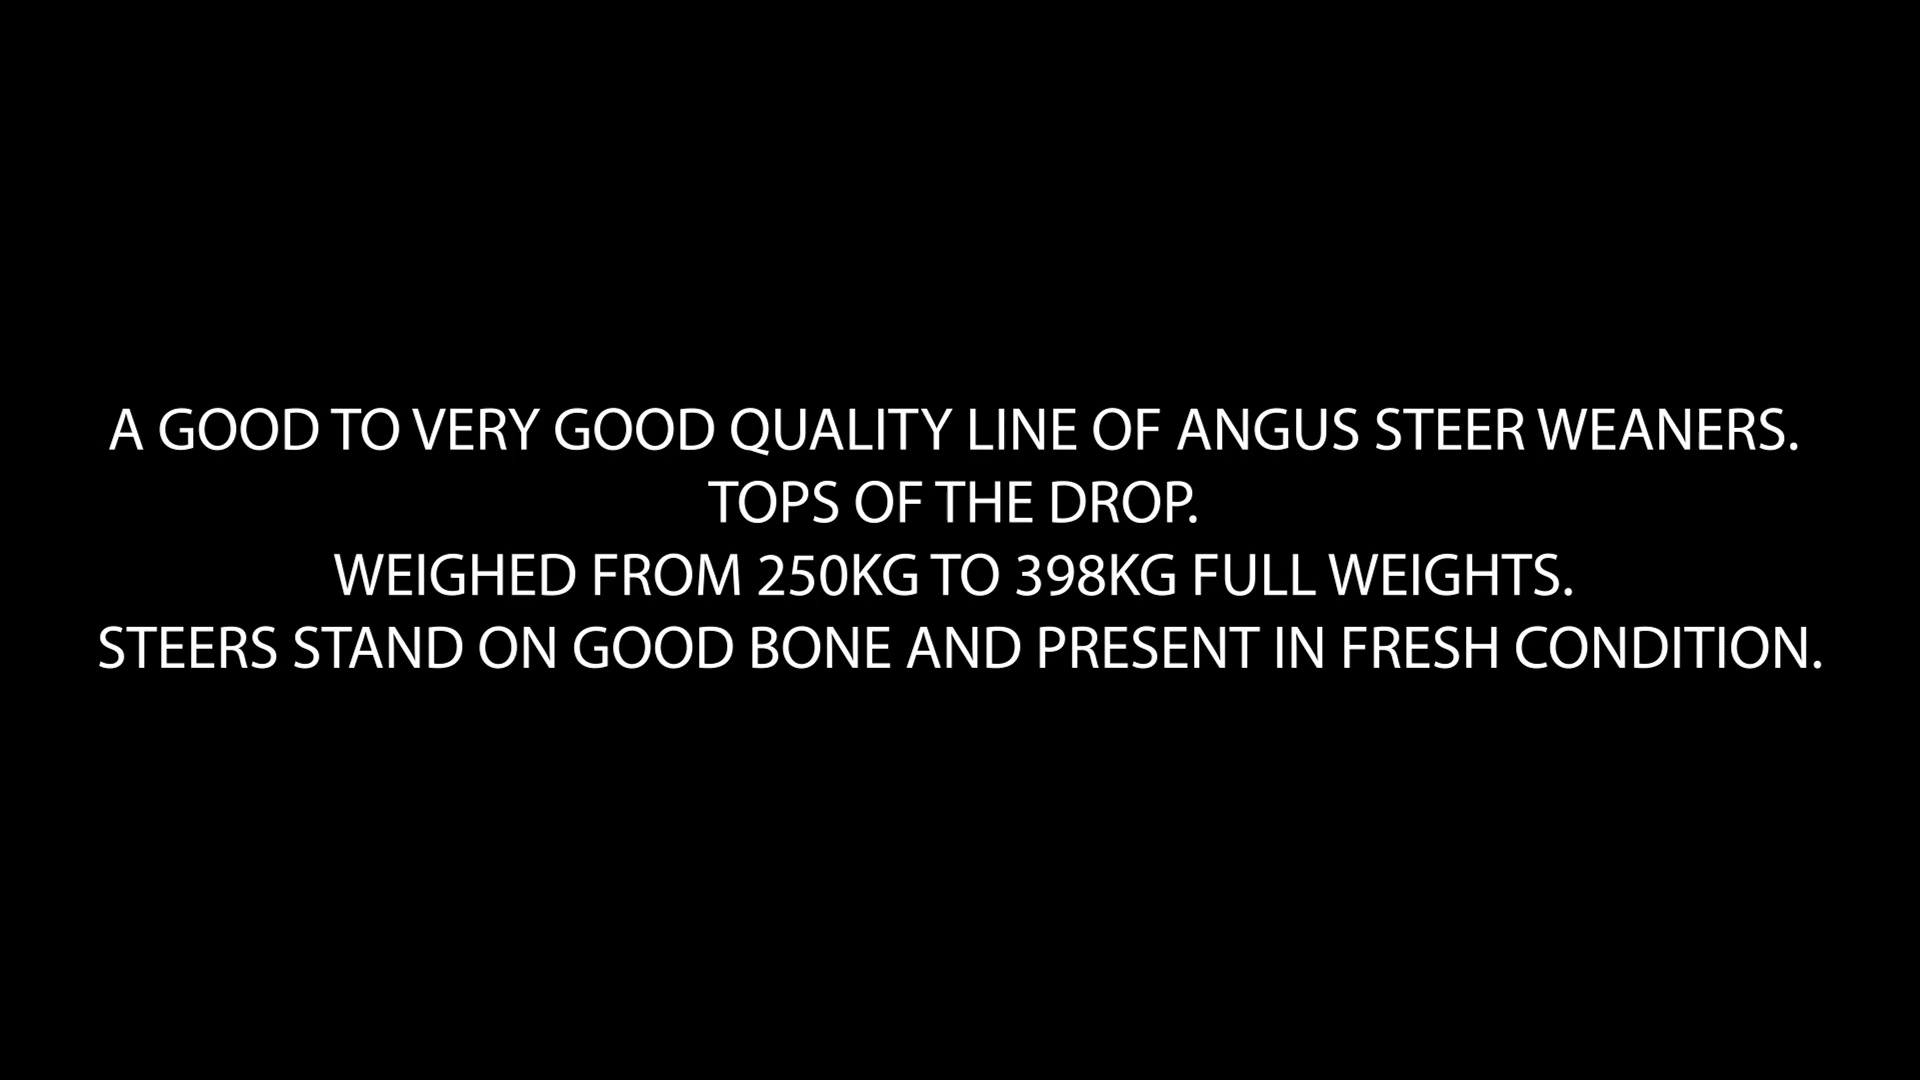 A GOOD TO VERY GOOD QUALITY LINE OF ANGUS STEER WEANERS.
TOPS OF THE DROP.
WEIGHED FROM 250KG TO 398KG FULL WEIGHTS.
STEERS STAND ON GOOD BONE AND PRESENT IN FRESH CONDITION.